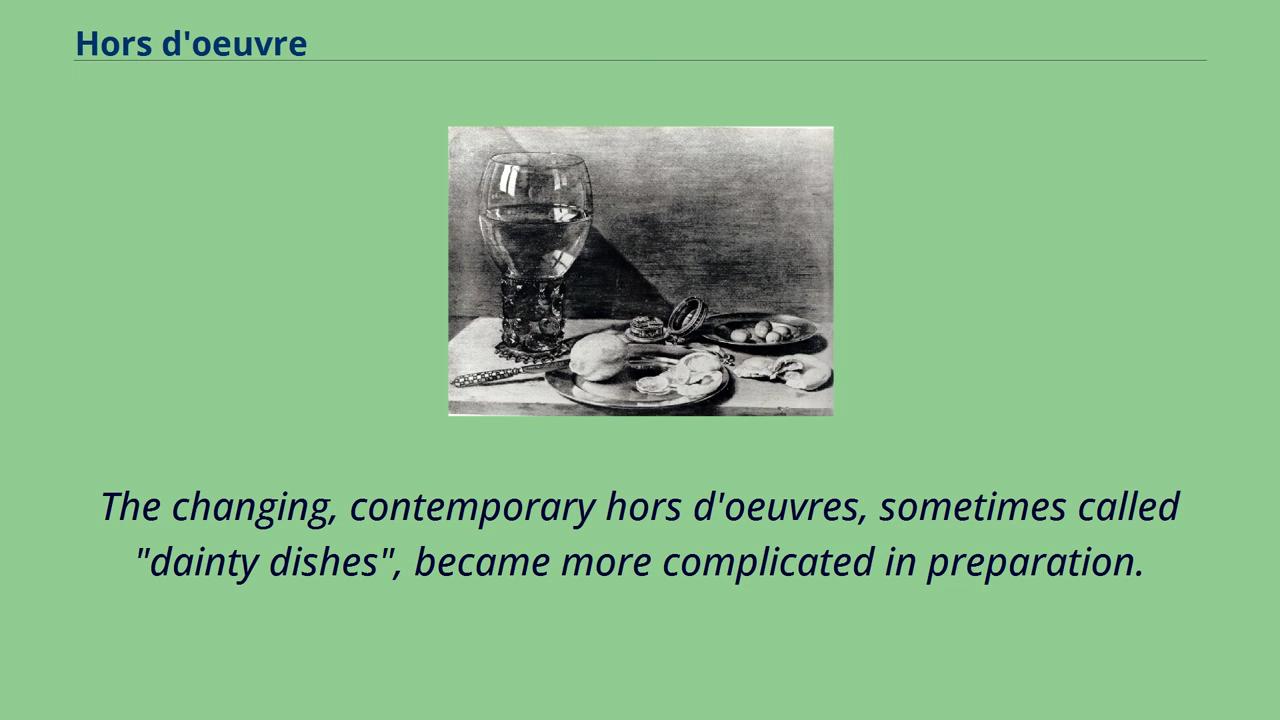 Hors d'oeuvre
The changing, contemporary hors d'oeuvres, sometimes called
"dainty dishes", became more complicated in preparation.